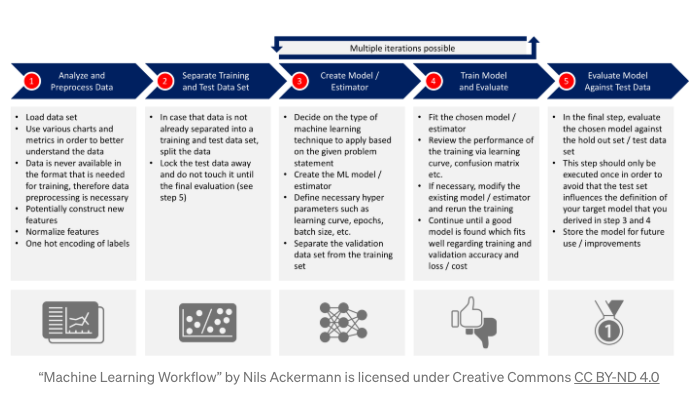 Multiple iterations possible
1
Analyze and
Preprocess Data
2
Separate Training
and Test Data Set
3
Create Model /
Estimator
4
Train Model
and Evaluate
5
Evaluate Model
Against Test Data
• Load data set
• Use various charts and
metrics in order to better
understand the data
• Data is never available in
the format that is needed
for training, therefore data
preprocessing is necessary
• Potentially construct new
features
• Normalize features
• One hot encoding of labels
• In case that data is not
already separated into a
training and test data set,
split the data
• Lock the test data away
and do not touch it until
the final evaluation (see
step 5)
• Decide on the type of
machine learning
technique to apply based
on the given problem
statement
• Create the ML model /
estimator
• Define necessary hyper
parameters such as
learning curve, epochs,
batch size, etc.
• Separate the validation
data set from the training
set
• Fit the chosen model /
estimator
• Review the performance of
the training via learning
curve, confusion matrix
etc.
• If necessary, modify the
existing model / estimator
and rerun the training
• Continue until a good
model is found which fits
well regarding training and
validation accuracy and
loss / cost
• In the final step, evaluate
the chosen model against
the hold out set / test data
set
• This step should only be
executed once in order to
avoid that the test set
influences the definition of
your target model that you
derived in step 3 and 4
• Store the model for future
use / improvements
1
“Machine Learning Workflow” by Nils Ackermann is licensed under Creative Commons CC BY-ND 4.0